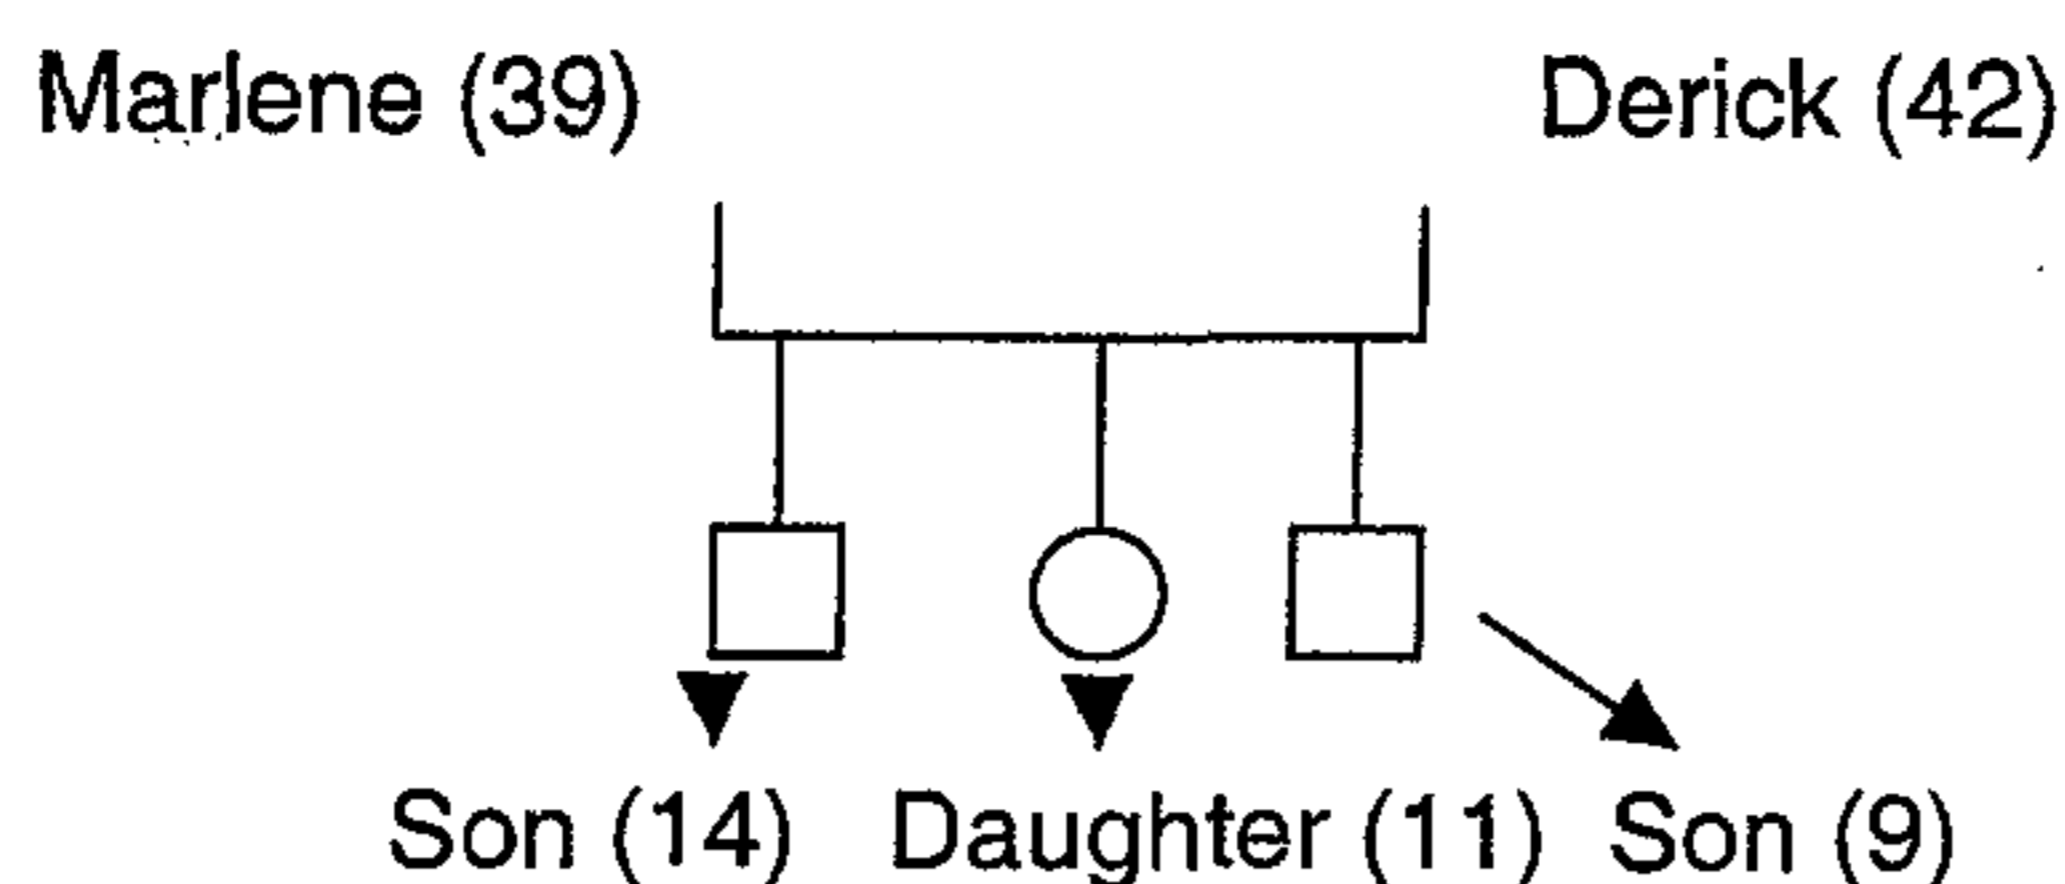 Marlene (39) Derick (42)
Son (14) Daughter (11) Son (9)